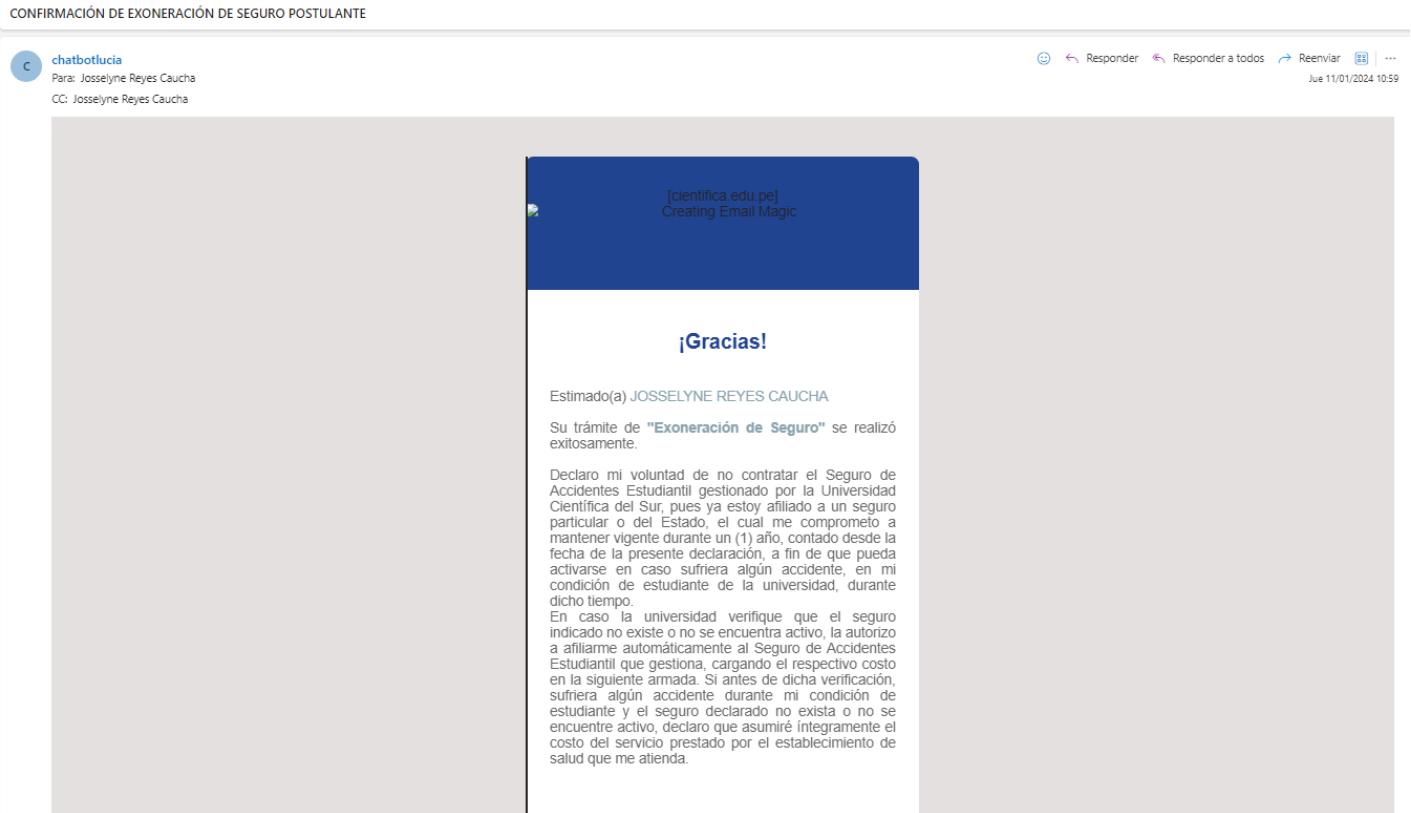 CONFIRMACIÓN DE EXONERACIÓN DE SEGURO POSTULANTE
C
chatbotlucia
Para: Josselyne Reyes Caucha
CC: Josselyne Reyes Caucha
Responder
Responder a todos
Reenviar
Jue 11/01/2024 10:59
[cientifica.edu.pe]
Creating Email Magic
¡Gracias!
Estimado(a) JOSSELYNE REYES CAUCHA
Su trámite de "Exoneración de Seguro" se realizó
exitosamente.
Declaro mi voluntad de no contratar el Seguro de
Accidentes Estudiantil gestionado por la Universidad
Científica del Sur, pues ya estoy afiliado a un seguro
particular o del Estado, el cual me comprometo a
mantener vigente durante un (1) año, contado desde la
fecha de la presente declaración, a fin de que pueda
activarse en caso sufriera algún accidente, en mi
condición de estudiante de la universidad, durante
dicho tiempo.
En caso la universidad verifique que el seguro
indicado no existe o no se encuentra activo, la autorizo
a afiliarme automáticamente al Seguro de Accidentes
Estudiantil que gestiona, cargando el respectivo costo
en la siguiente armada. Si antes de dicha verificación,
sufriera algún accidente durante mi condición de
estudiante y el seguro declarado no exista o no se
encuentre activo, declaro que asumiré íntegramente el
costo del servicio prestado por el establecimiento de
salud que me atienda.